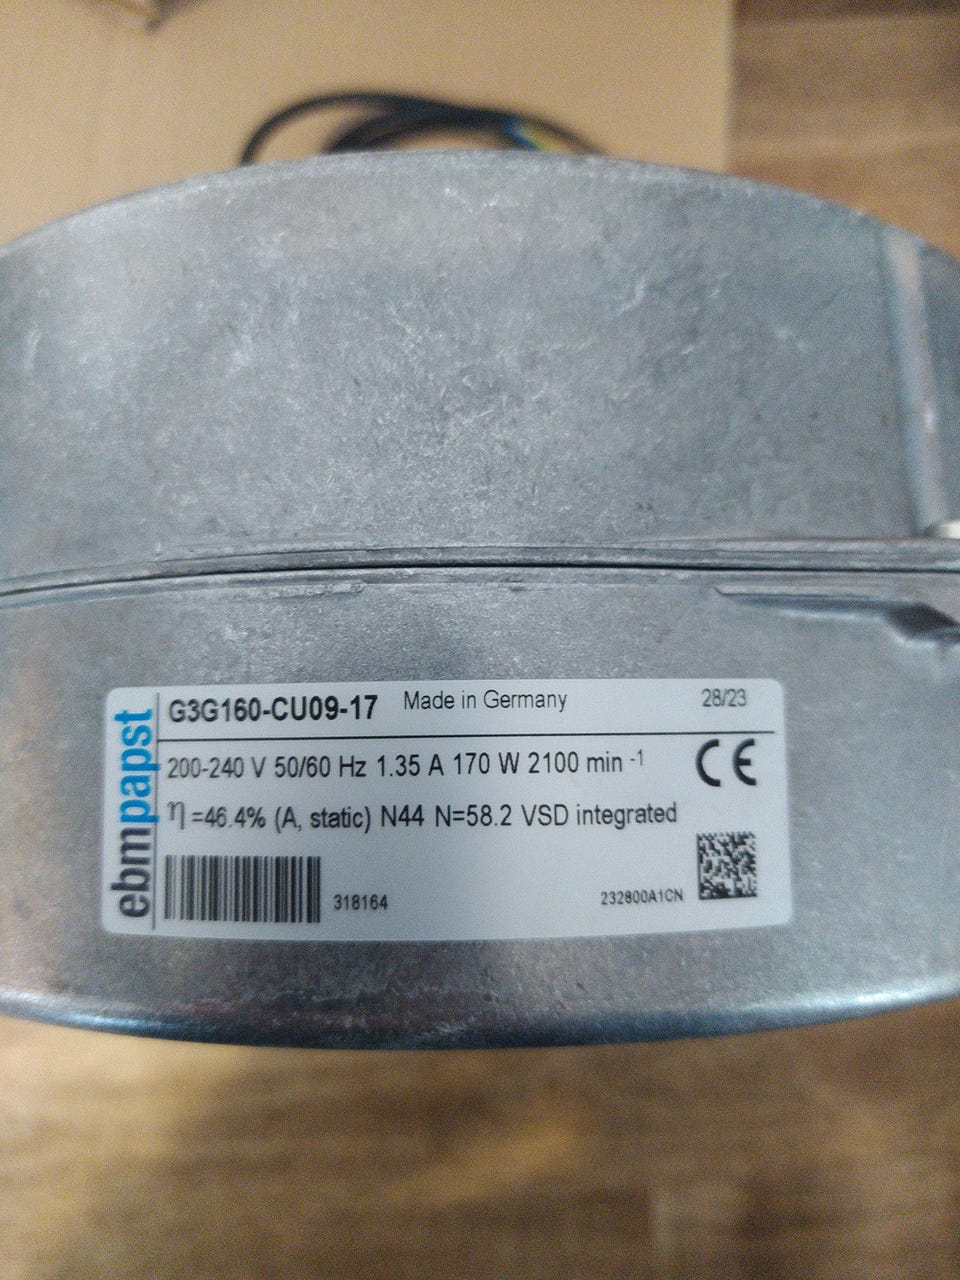 ebmpapst
G3G160-CU09-17 Made in Germany 28/23
200-240 V 50/60 Hz 1.35 A 170 W 2100 min -1
η =46.4% (A, static) N44 N=58.2 VSD integrated
CE
318164 232800A1CN